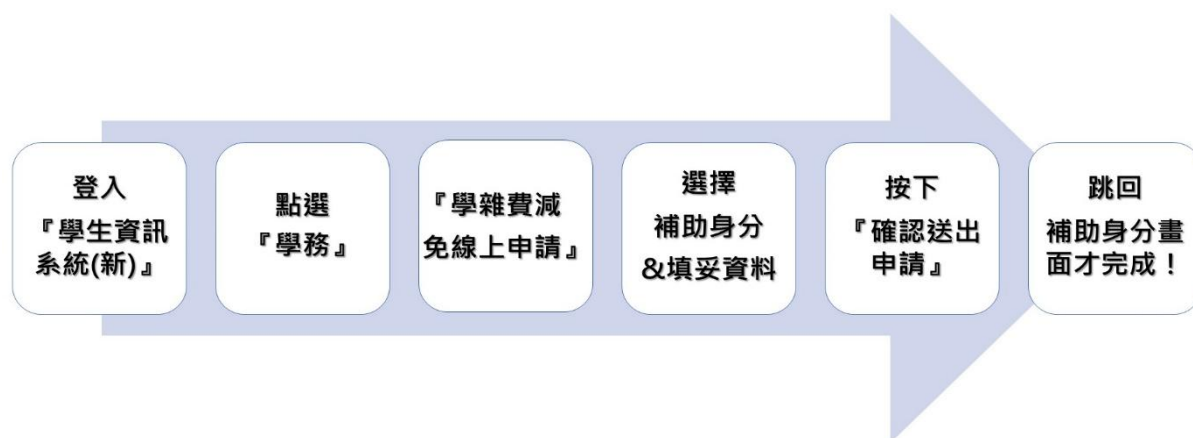 登入
『學生資訊
系統(新)』
點選
『學務』
『學雜費減
免線上申請』
選擇
補助身分
&填妥資料
按下
『確認送出
申請』
跳回
補助身分畫
面才完成！